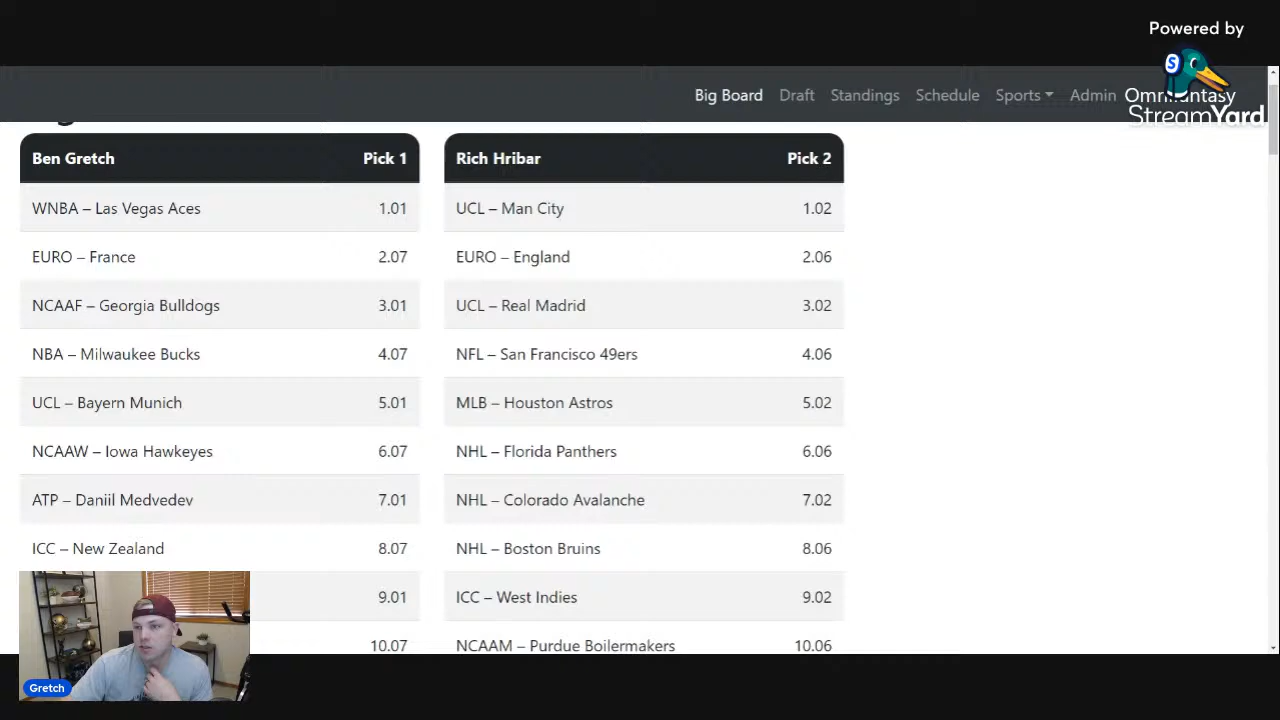 Powered by
StreamYard
Big Board Draft Standings Schedule Sports Admin Omnifantasy
Ben Gretch Pick 1
WNBA – Las Vegas Aces 1.01
EURO – France 2.07
NCAAF – Georgia Bulldogs 3.01
NBA – Milwaukee Bucks 4.07
UCL – Bayern Munich 5.01
NCAAW – Iowa Hawkeyes 6.07
ATP – Daniil Medvedev 7.01
ICC – New Zealand 8.07
9.01
10.07
Rich Hribar Pick 2
UCL – Man City 1.02
EURO – England 2.06
UCL – Real Madrid 3.02
NFL – San Francisco 49ers 4.06
MLB – Houston Astros 5.02
NHL – Florida Panthers 6.06
NHL – Colorado Avalanche 7.02
NHL – Boston Bruins 8.06
ICC – West Indies 9.02
NCAAM – Purdue Boilermakers 10.06
Gretch